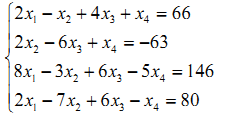 2x₁ − x₂ + 4x₃ + x₄ = 66
2x₂ − 6x₃ + x₄ = −63
8x₁ − 3x₂ + 6x₃ − 5x₄ = 146
2x₁ − 7x₂ + 6x₃ − x₄ = 80